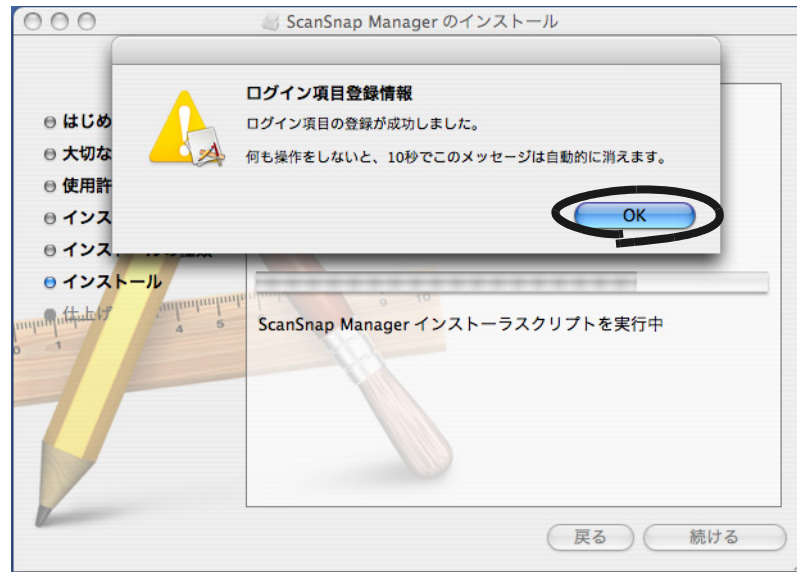 ScanSnap Manager のインストール
ログイン項目登録情報
ログイン項目の登録が成功しました。
何も操作をしないと、10秒でこのメッセージは自動的に消えます。
OK
はじめ
大切な
使用許
インス
インス
インストール
仕上げ
ScanSnap Manager インストーラスクリプトを実行中
戻る
続ける